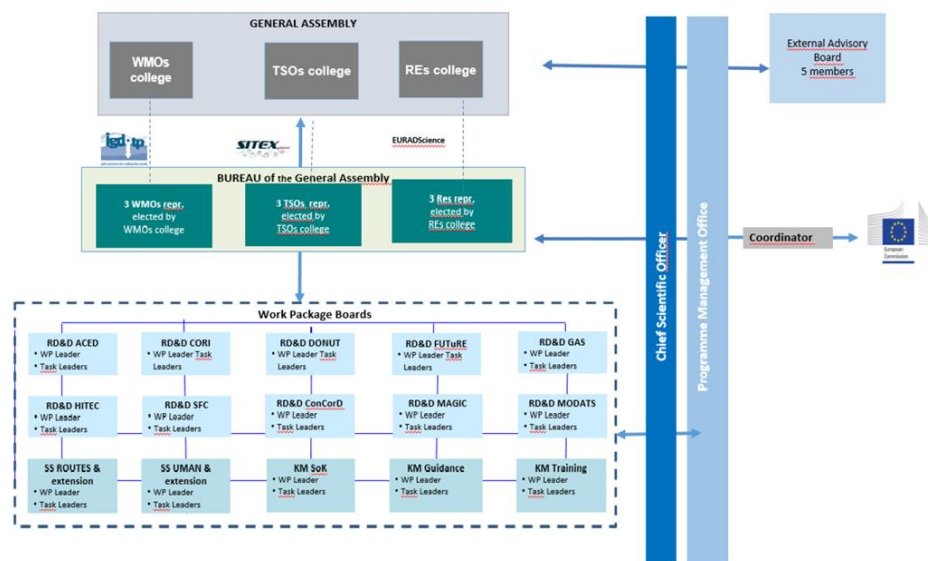 GENERAL ASSEMBLY
WMOs
college
TSOs college
REs college
External Advisory
Board
5 members
igd-tp
SITEX
EURADScience
BUREAU of the General Assembly
3 WMOs repr.
elected by
WMOs college
3 TSOs repr.
elected by
TSOs college
3 Res repr.
elected by
REs college
Chief Scientific Officer
Programme Management Office
Coordinator
European
Commission
Work Package Boards
RD&D ACED
• WP Leader
• Task Leaders
RD&D CORI
• WP Leader Task
Leaders
RD&D DONUT
• WP Leader Task
Leaders
RD&D FUTuRE
• WP Leader Task
Leaders
RD&D GAS
• WP Leader
• Task Leaders
RD&D HITEC
• WP Leader
• Task Leaders
RD&D SFC
• WP Leader
• Task Leaders
RD&D ConCorD
• WP Leader
• Task Leaders
RD&D MAGIC
• WP Leader
• Task Leaders
RD&D MODATS
• WP Leader
• Task Leaders
SS ROUTES &
extension
• WP Leader
• Task Leaders
SS UMAN &
extension
• WP Leader
• Task Leaders
KM SoK
• WP Leader
• Task Leaders
KM Guidance
• WP Leader
• Task Leaders
KM Training
• WP Leader
• Task Leaders